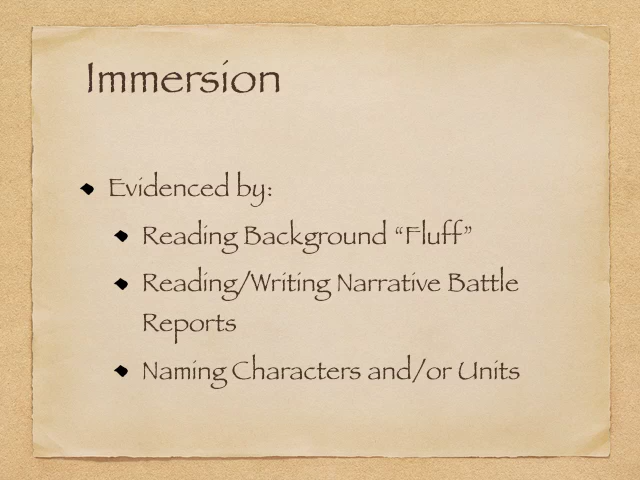 Immersion
Evidenced by:
Reading Background “Fluff”
Reading/Writing Narrative Battle
Reports
Naming Characters and/or Units